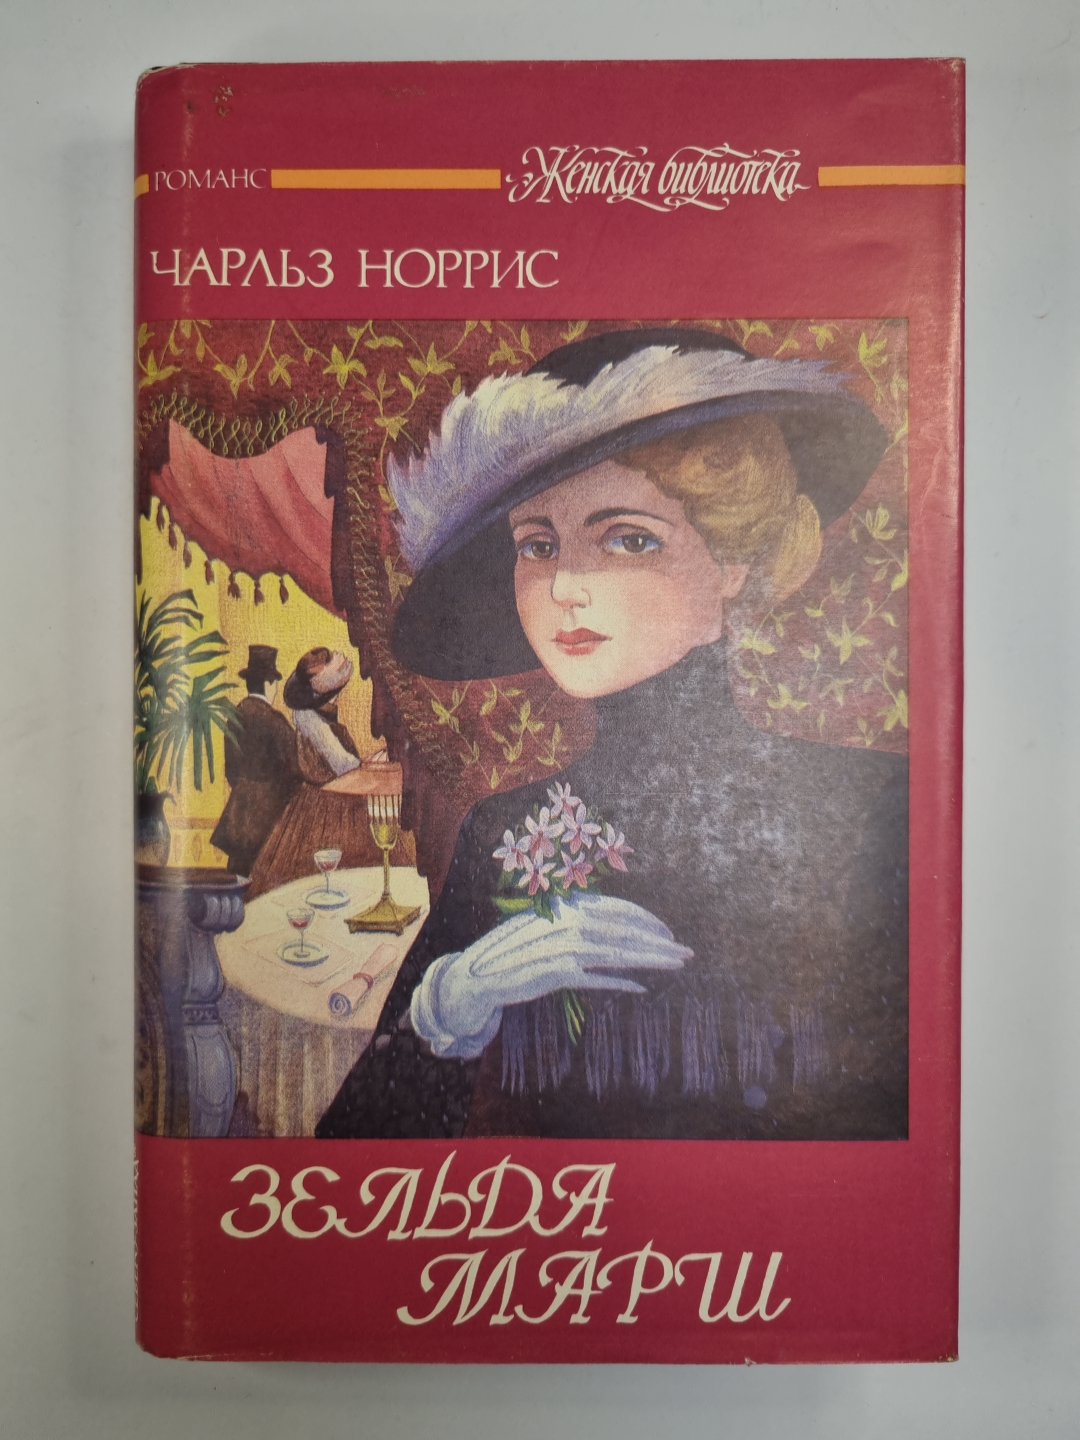 РОМАНС
Женская библиотека
ЧАРЛЬЗ НОРРИС
ЗЕЛЬДА
МАРШ